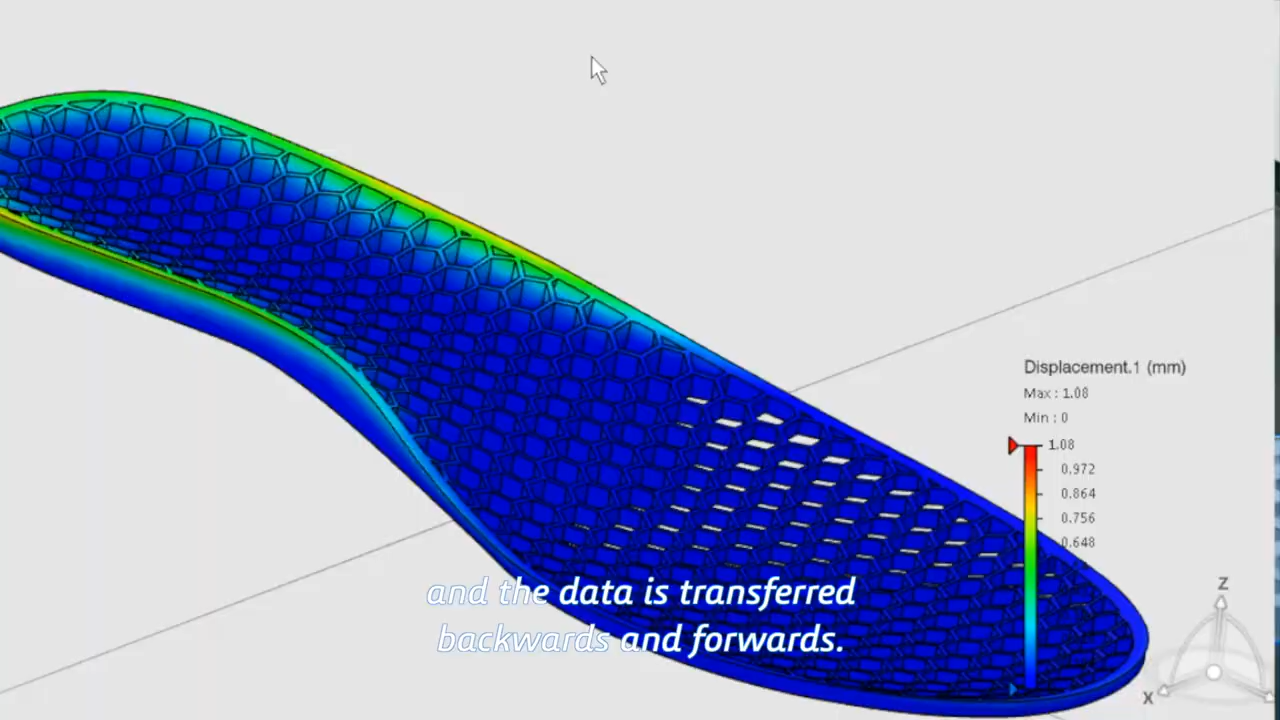 Displacement.1 (mm)
Max : 1.08
Min : 0
1.08
0.972
0.864
0.756
0.648
and the data is transferred
backwards and forwards.
Z
X